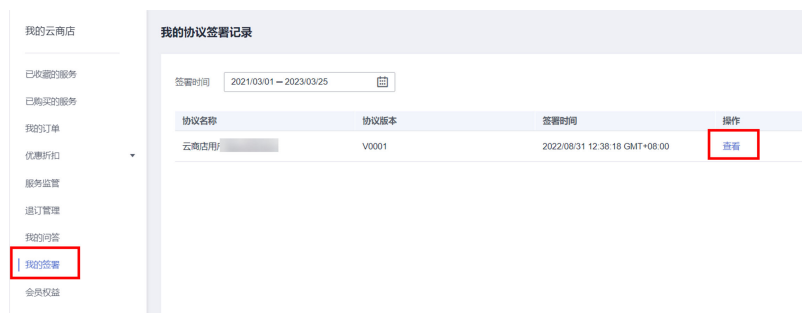 我的云商店
已收藏的服务
已购买的服务
我的订单
优惠折扣
服务监管
退订管理
我的问答
我的签署
会员权益
我的协议签署记录
签署时间 2021/03/01 – 2023/03/25
协议名称 协议版本 签署时间 操作
云商店用户 V0001 2022/08/31 12:38:18 GMT+08:00 查看